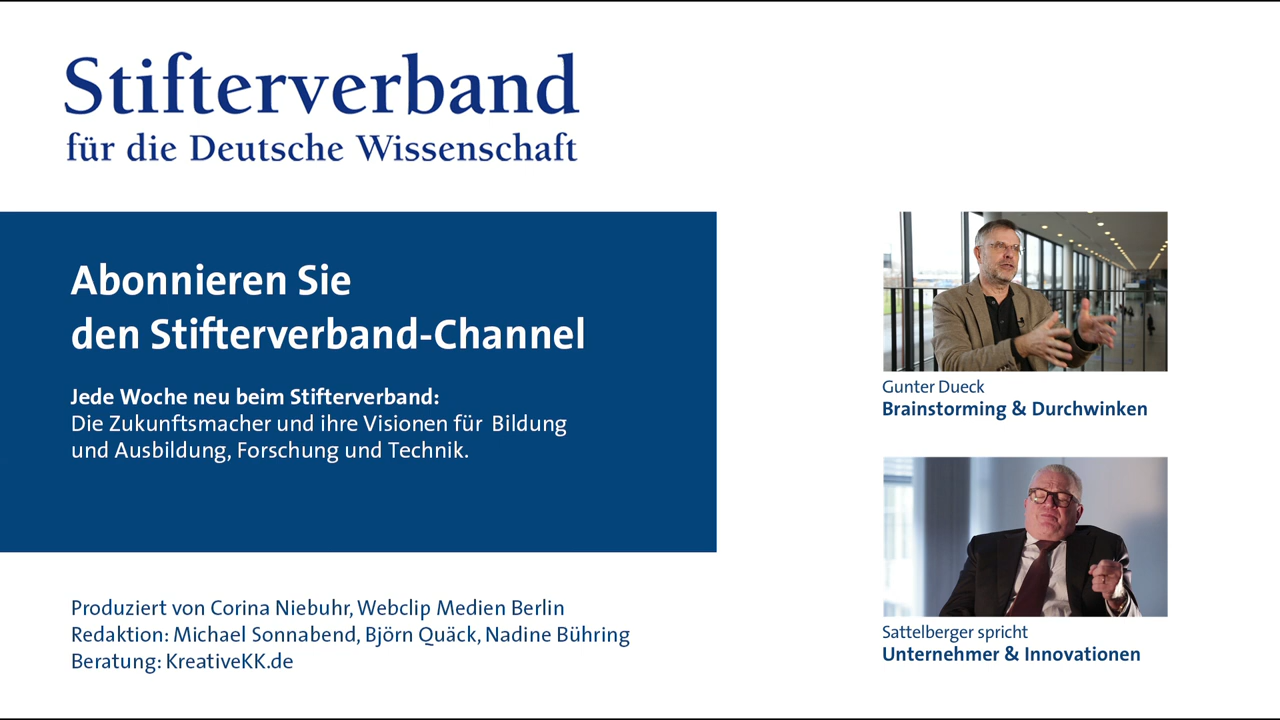 Stifterverband
für die Deutsche Wissenschaft
Abonnieren Sie
den Stifterverband-Channel
Jede Woche neu beim Stifterverband:
Die Zukunftsmacher und ihre Visionen für Bildung
und Ausbildung, Forschung und Technik.
Produziert von Corina Niebuhr, Webclip Medien Berlin
Redaktion: Michael Sonnabend, Björn Quäck, Nadine Bühring
Beratung: KreativeKK.de
Gunter Dueck
Brainstorming & Durchwinken
Sattelberger spricht
Unternehmer & Innovationen